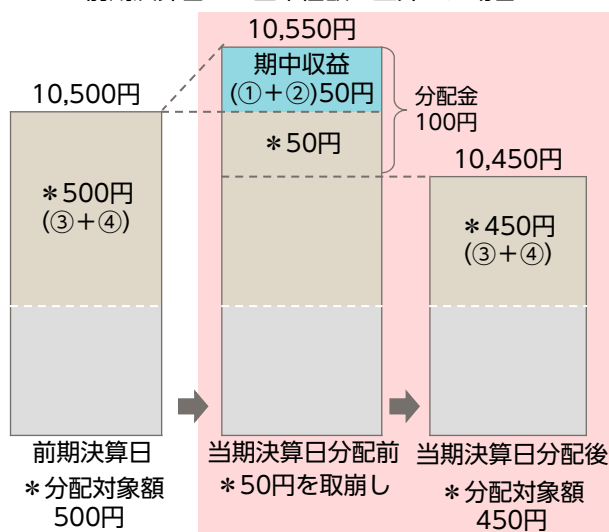 10,550円
期中収益
(①+②)50円
分配金
100円
10,500円
＊50円
10,450円
＊500円
(③+④)
＊450円
(③+④)
前期決算日
当期決算日分配前
当期決算日分配後
＊分配対象額
500円
＊50円を取崩し
＊分配対象額
450円